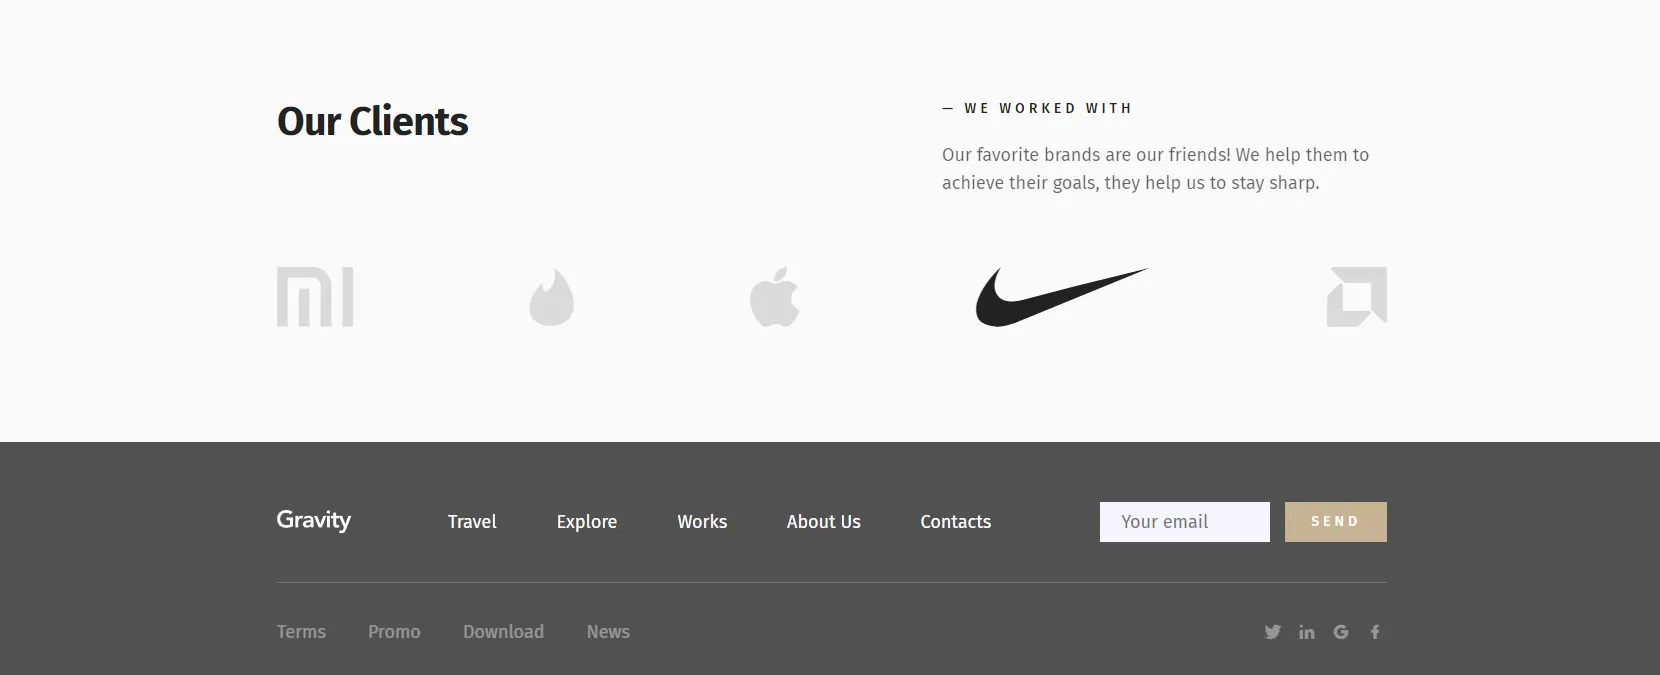 Our Clients
— WE WORKED WITH
Our favorite brands are our friends! We help them to
achieve their goals, they help us to stay sharp.
Gravity
Travel
Explore
Works
About Us
Contacts
Your email
SEND
Terms
Promo
Download
News